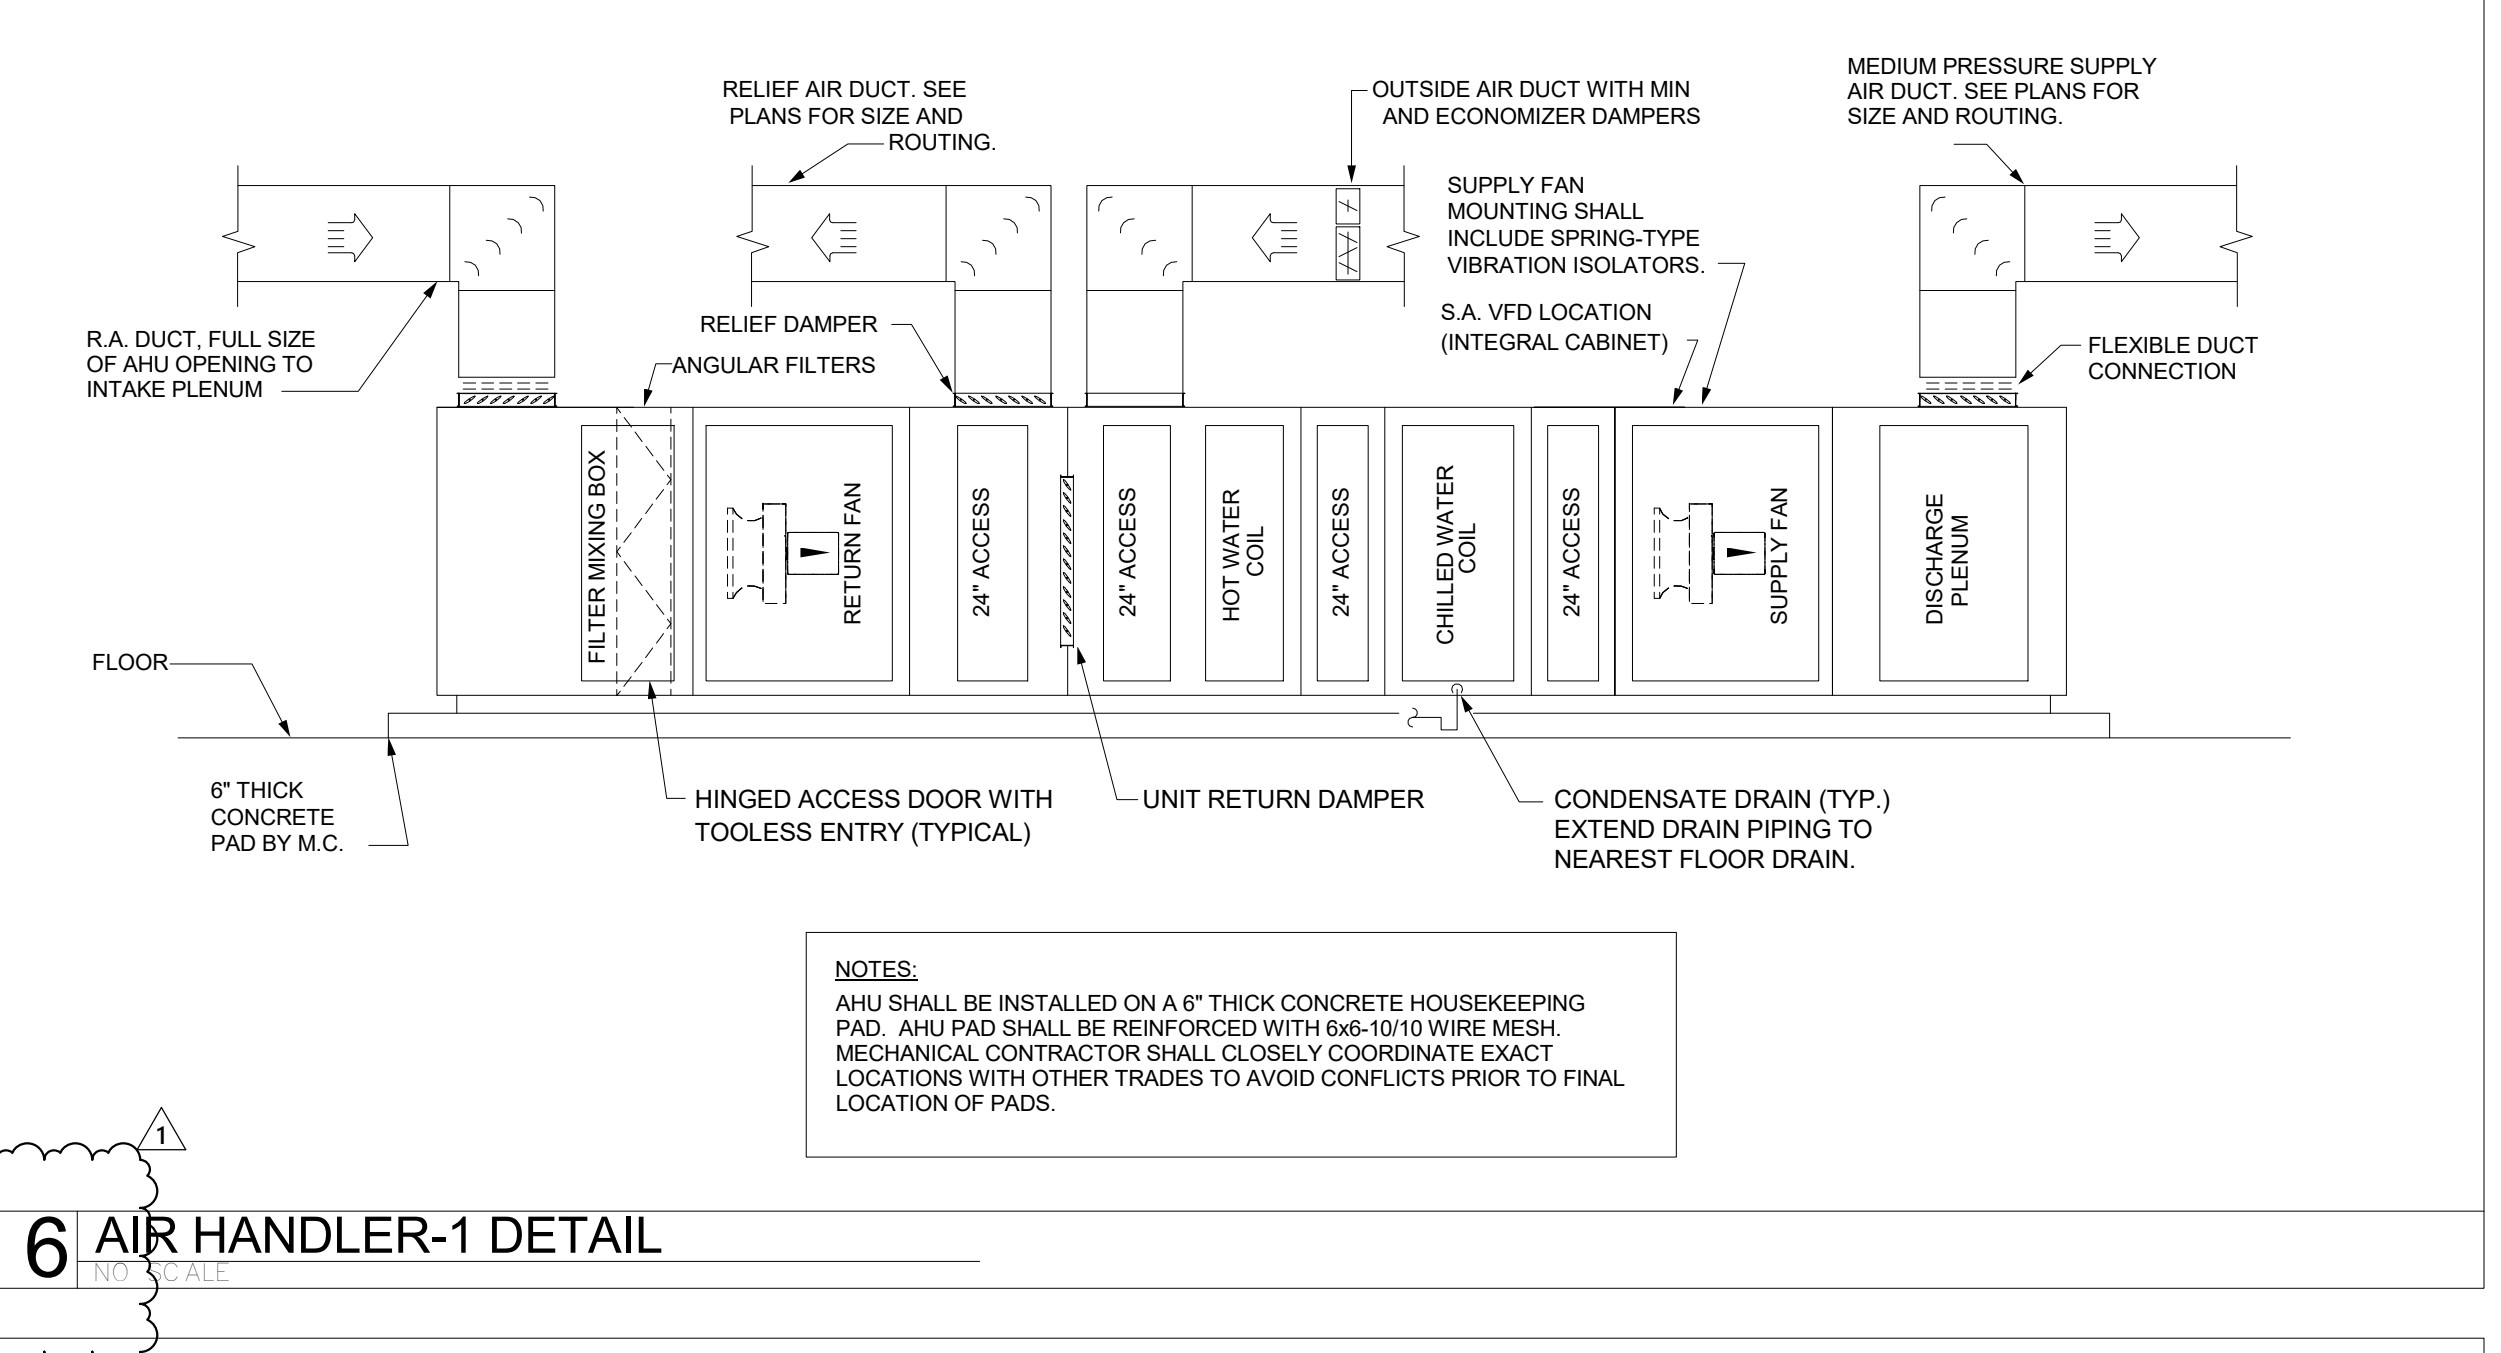 RELIEF AIR DUCT. SEE
PLANS FOR SIZE AND
ROUTING.
OUTSIDE AIR DUCT WITH MIN
AND ECONOMIZER DAMPERS
MEDIUM PRESSURE SUPPLY
AIR DUCT. SEE PLANS FOR
SIZE AND ROUTING.
SUPPLY FAN
MOUNTING SHALL
INCLUDE SPRING-TYPE
VIBRATION ISOLATORS.
S.A. VFD LOCATION
(INTEGRAL CABINET)
R.A. DUCT, FULL SIZE
OF AHU OPENING TO
INTAKE PLENUM
RELIEF DAMPER
ANGULAR FILTERS
FLEXIBLE DUCT
CONNECTION
FILTER MIXING BOX
RETURN FAN
24" ACCESS
24" ACCESS
HOT WATER
COIL
24" ACCESS
CHILLED WATER
COIL
24" ACCESS
SUPPLY FAN
DISCHARGE
PLENUM
FLOOR
6" THICK
CONCRETE
PAD BY M.C.
HINGED ACCESS DOOR WITH
TOOLESS ENTRY (TYPICAL)
UNIT RETURN DAMPER
CONDENSATE DRAIN (TYP.)
EXTEND DRAIN PIPING TO
NEAREST FLOOR DRAIN.
NOTES:
AHU SHALL BE INSTALLED ON A 6" THICK CONCRETE HOUSEKEEPING
PAD. AHU PAD SHALL BE REINFORCED WITH 6x6-10/10 WIRE MESH.
MECHANICAL CONTRACTOR SHALL CLOSELY COORDINATE EXACT
LOCATIONS WITH OTHER TRADES TO AVOID CONFLICTS PRIOR TO FINAL
LOCATION OF PADS.
1
6 AIR HANDLER-1 DETAIL
NO SCALE